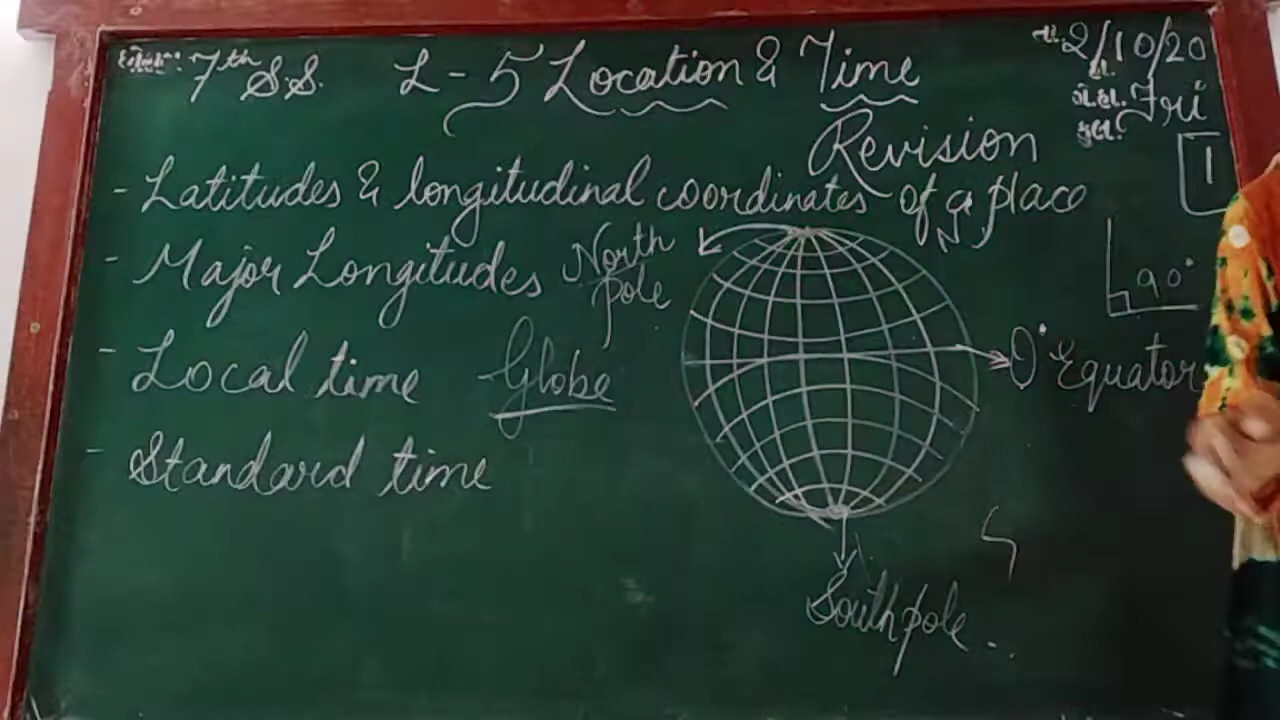 7th S.S. L - 5 Location & Time
2/10/20
Fri
Revision
1
- Latitudes & longitudinal coordinates of a place
- Major Longitudes
North
pole
N
90°
- Local time
- Globe
0° Equator
- Standard time
S
South pole